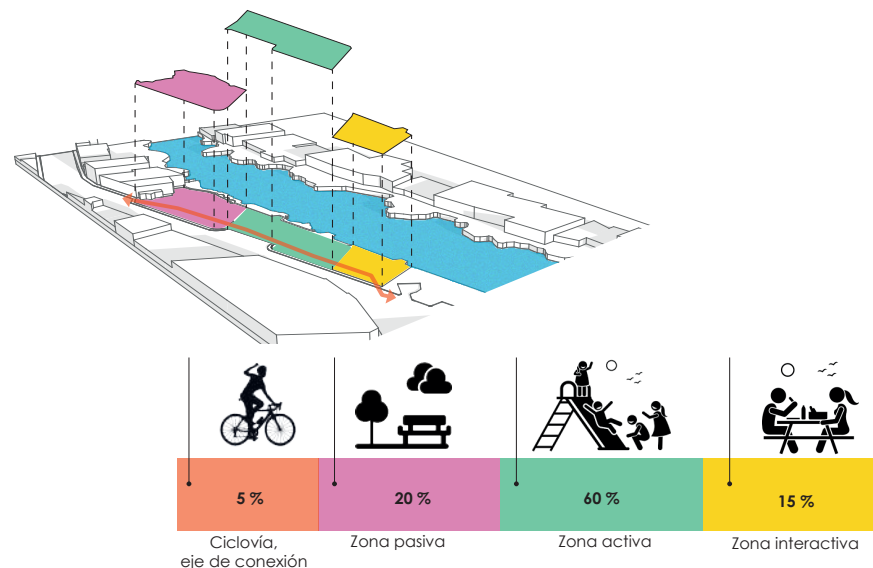 5 %
20 %
60 %
15 %
Ciclovía,
eje de conexión
Zona pasiva
Zona activa
Zona interactiva